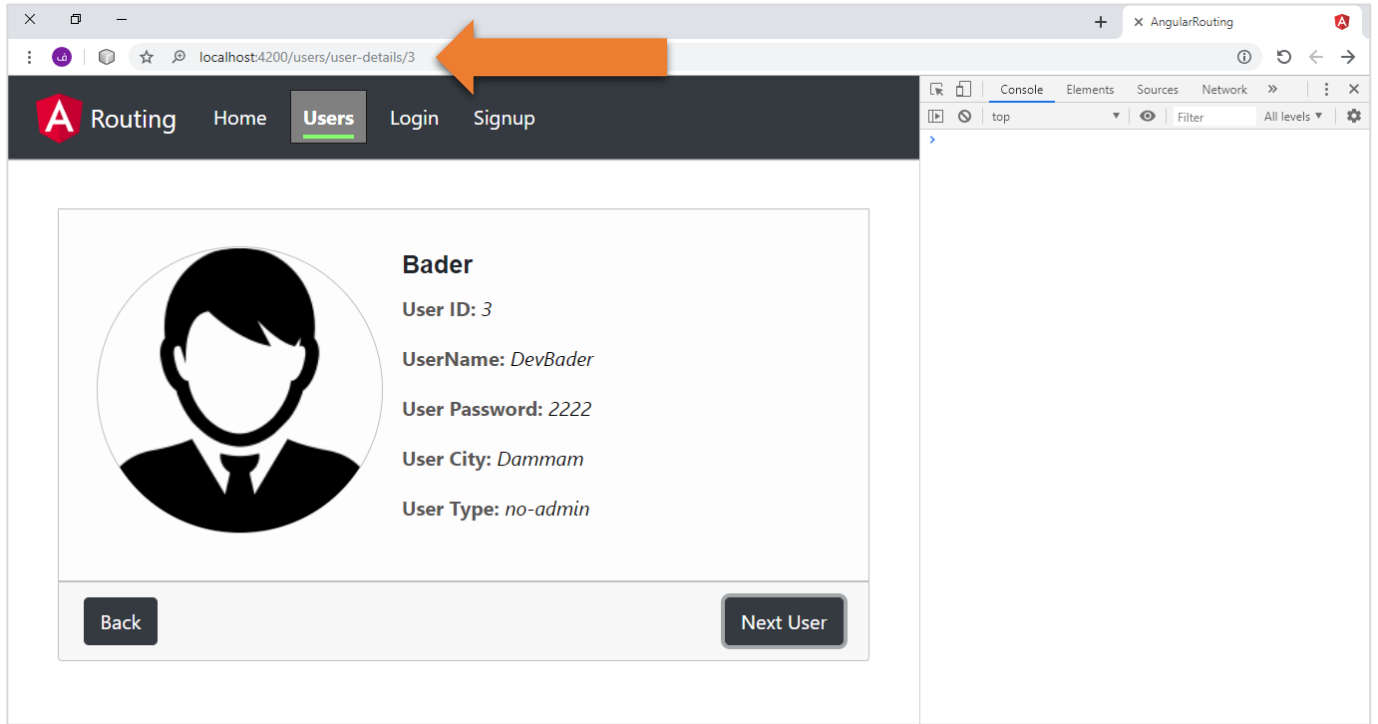 AngularRouting
ف
localhost:4200/users/user-details/3
Routing Home Users Login Signup
Console Elements Sources Network
top Filter All levels
Bader
User ID: 3
UserName: DevBader
User Password: 2222
User City: Dammam
User Type: no-admin
Back Next User